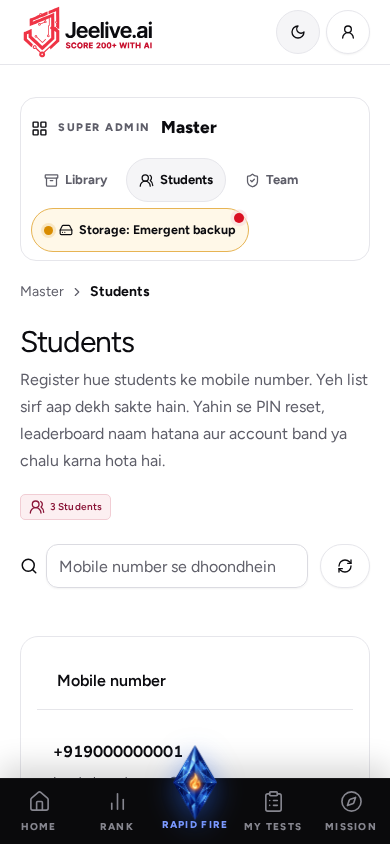 Jeelive.ai
SCORE 200+ WITH AI
SUPER ADMIN Master
Library Students Team
Storage: Emergent backup
Master > Students
Students
Register hue students ke mobile number. Yeh list
sirf aap dekh sakte hain. Yahin se PIN reset,
leaderboard naam hatana aur account band ya
chalu karna hota hai.
3 Students
Mobile number se dhoondhein
Mobile number
+919000000001
HOME RANK RAPID FIRE MY TESTS MISSION